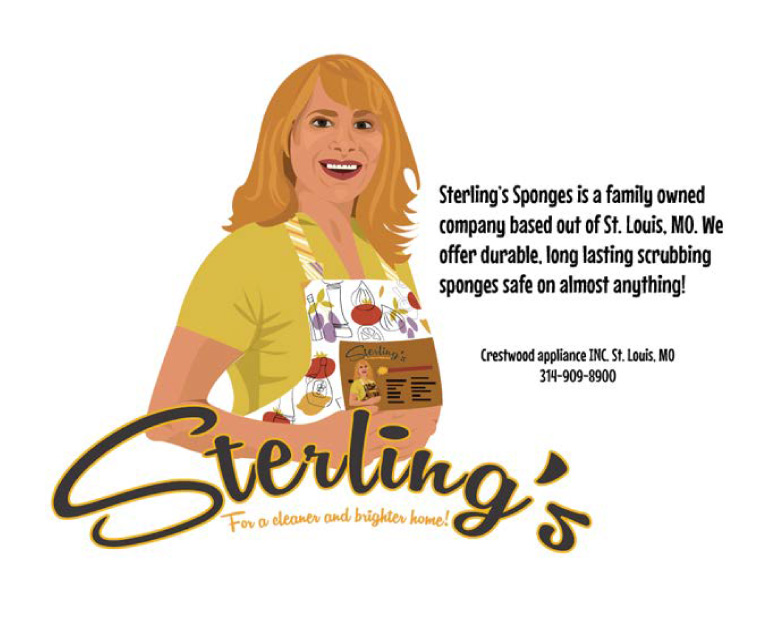 Sterling's Sponges is a family owned
company based out of St. Louis, MO. We
offer durable, long lasting scrubbing
sponges safe on almost anything!
Crestwood appliance INC. St. Louis, MO
314-909-8900
Sterling's
Sterling's
For a cleaner and brighter home!